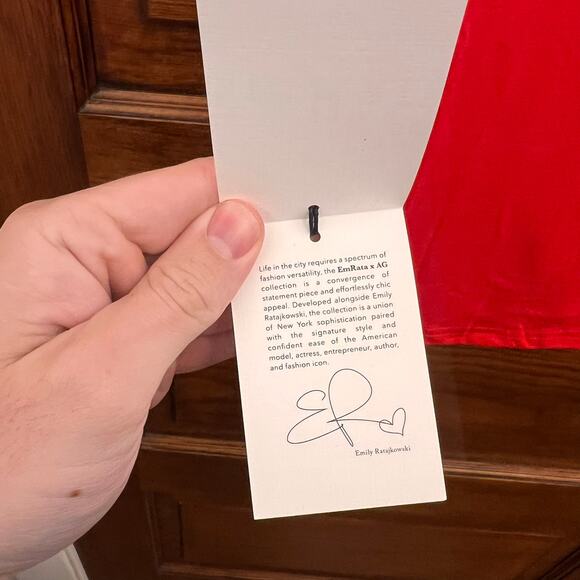 Life in the city requires a spectrum of
fashion versatility, the EmRata x AG
collection is a convergence of
statement piece and effortlessly chic
appeal. Developed alongside Emily
Ratajkowski, the collection is a union
of New York sophistication paired
with the signature style and
confident ease of the American
model, actress, entrepreneur, author,
and fashion icon.
ER
Emily Ratajkowski